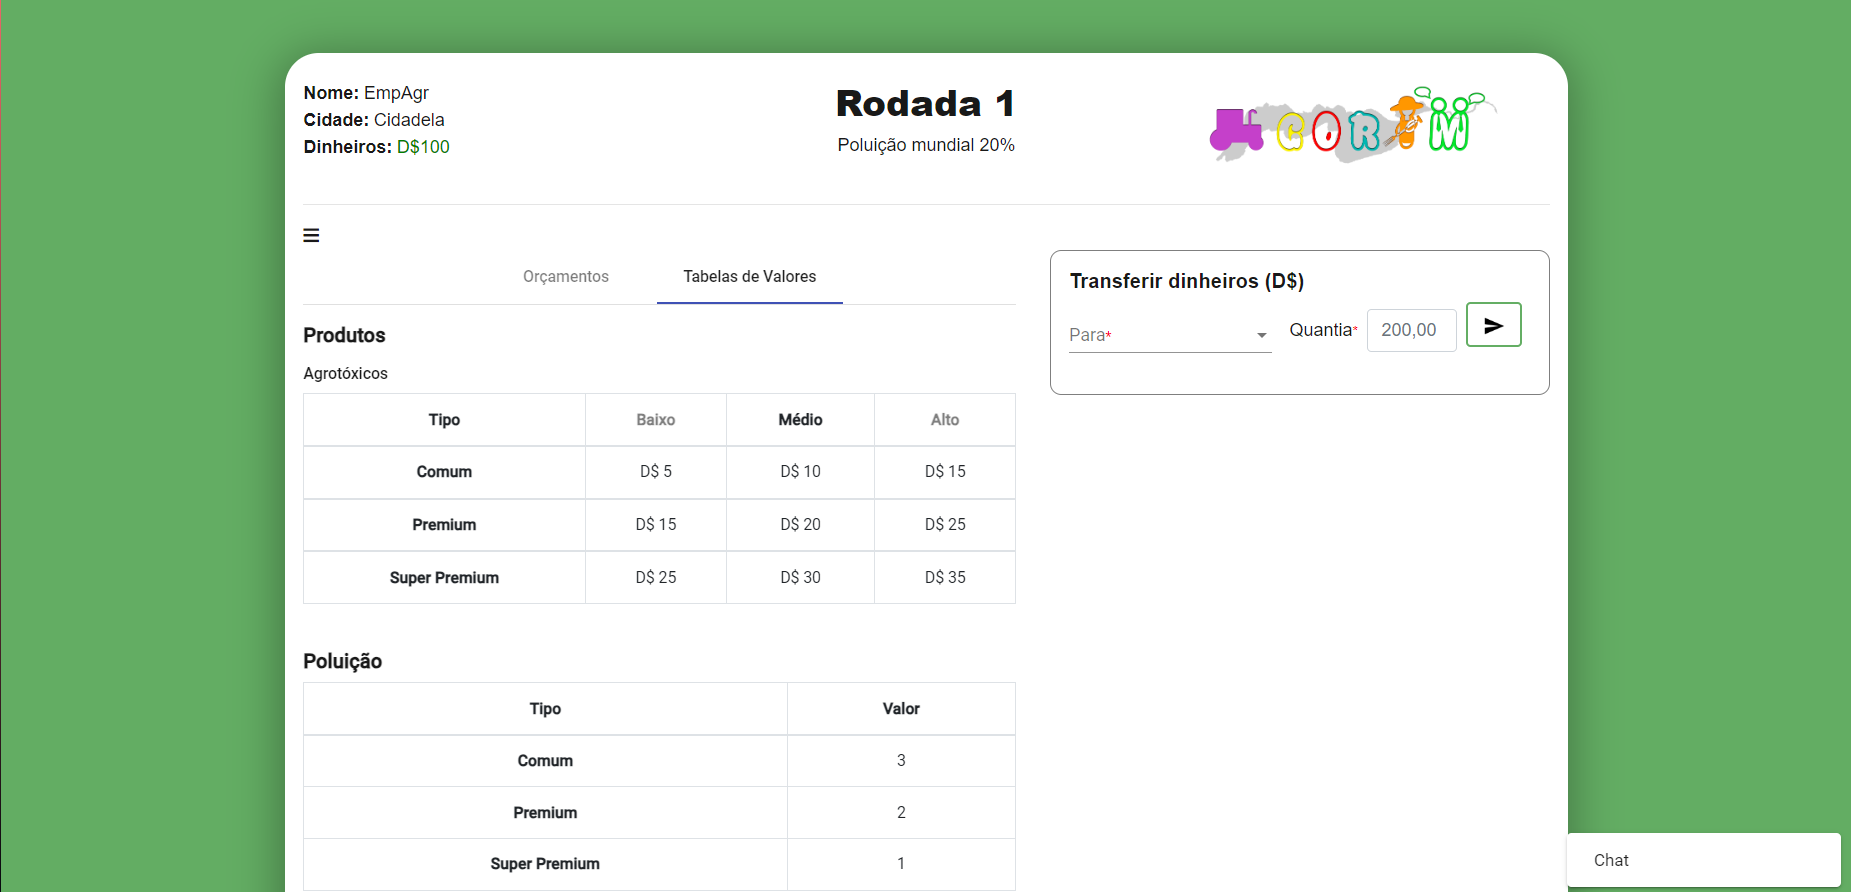 Nome: EmpAgr
Cidade: Cidadela
Dinheiros: D$100
Rodada 1
Poluição mundial 20%
GORIM
Orçamentos Tabelas de Valores
Produtos
Agrotóxicos
Tipo Baixo Médio Alto
Comum D$ 5 D$ 10 D$ 15
Premium D$ 15 D$ 20 D$ 25
Super Premium D$ 25 D$ 30 D$ 35
Poluição
Tipo Valor
Comum 3
Premium 2
Super Premium 1
Transferir dinheiros (D$)
Para* Quantia* 200,00
Chat